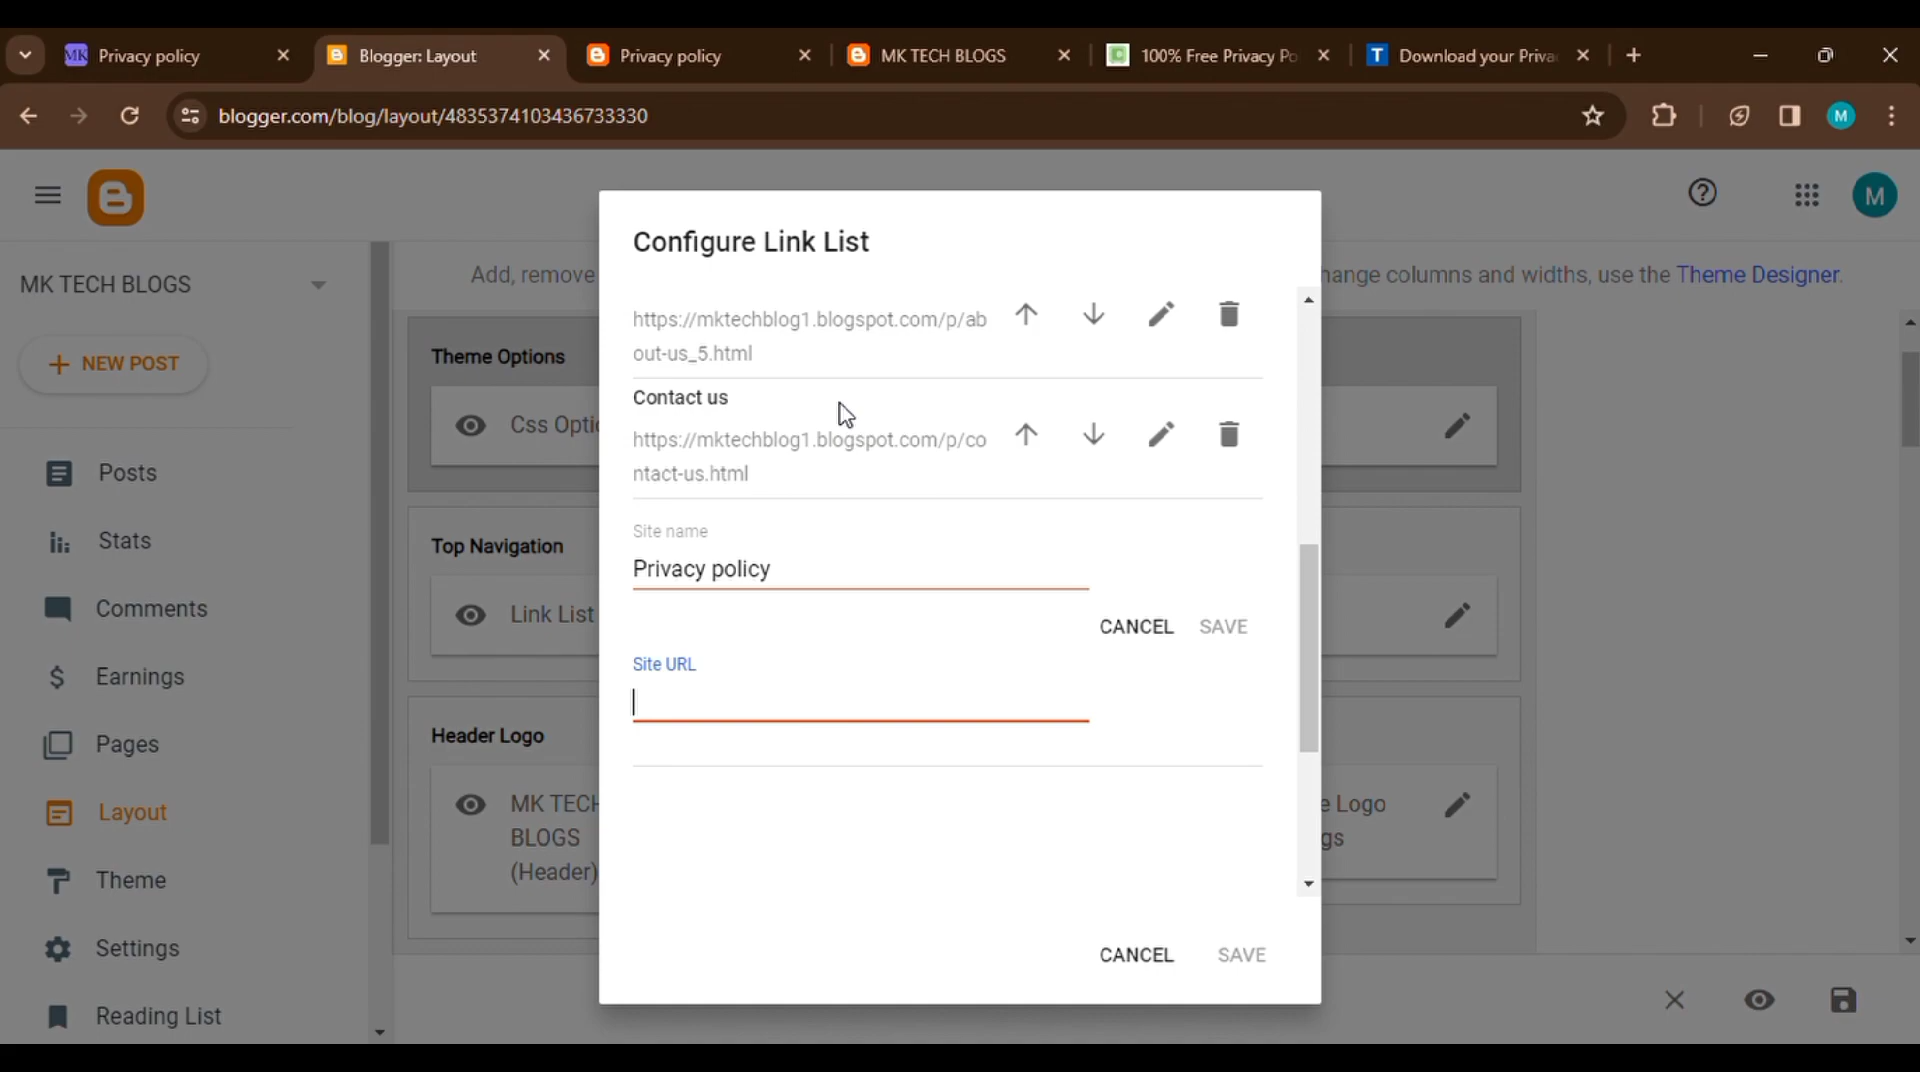 MK Privacy policy
Blogger: Layout
Privacy policy
MK TECH BLOGS
100% Free Privacy Po
T Download your Priva
blogger.com/blog/layout/4835374103436733330
M
M
MK TECH BLOGS
Add, remove
hange columns and widths, use the Theme Designer.
NEW POST
Posts
Stats
Comments
Earnings
Pages
Layout
Theme
Settings
Reading List
Theme Options
Css Optio
Top Navigation
Link List
Header Logo
MK TECH
BLOGS
(Header)
e Logo
gs
Configure Link List
https://mktechblog1.blogspot.com/p/ab
out-us_5.html
Contact us
https://mktechblog1.blogspot.com/p/co
ntact-us.html
Site name
Privacy policy
CANCEL SAVE
Site URL
CANCEL SAVE